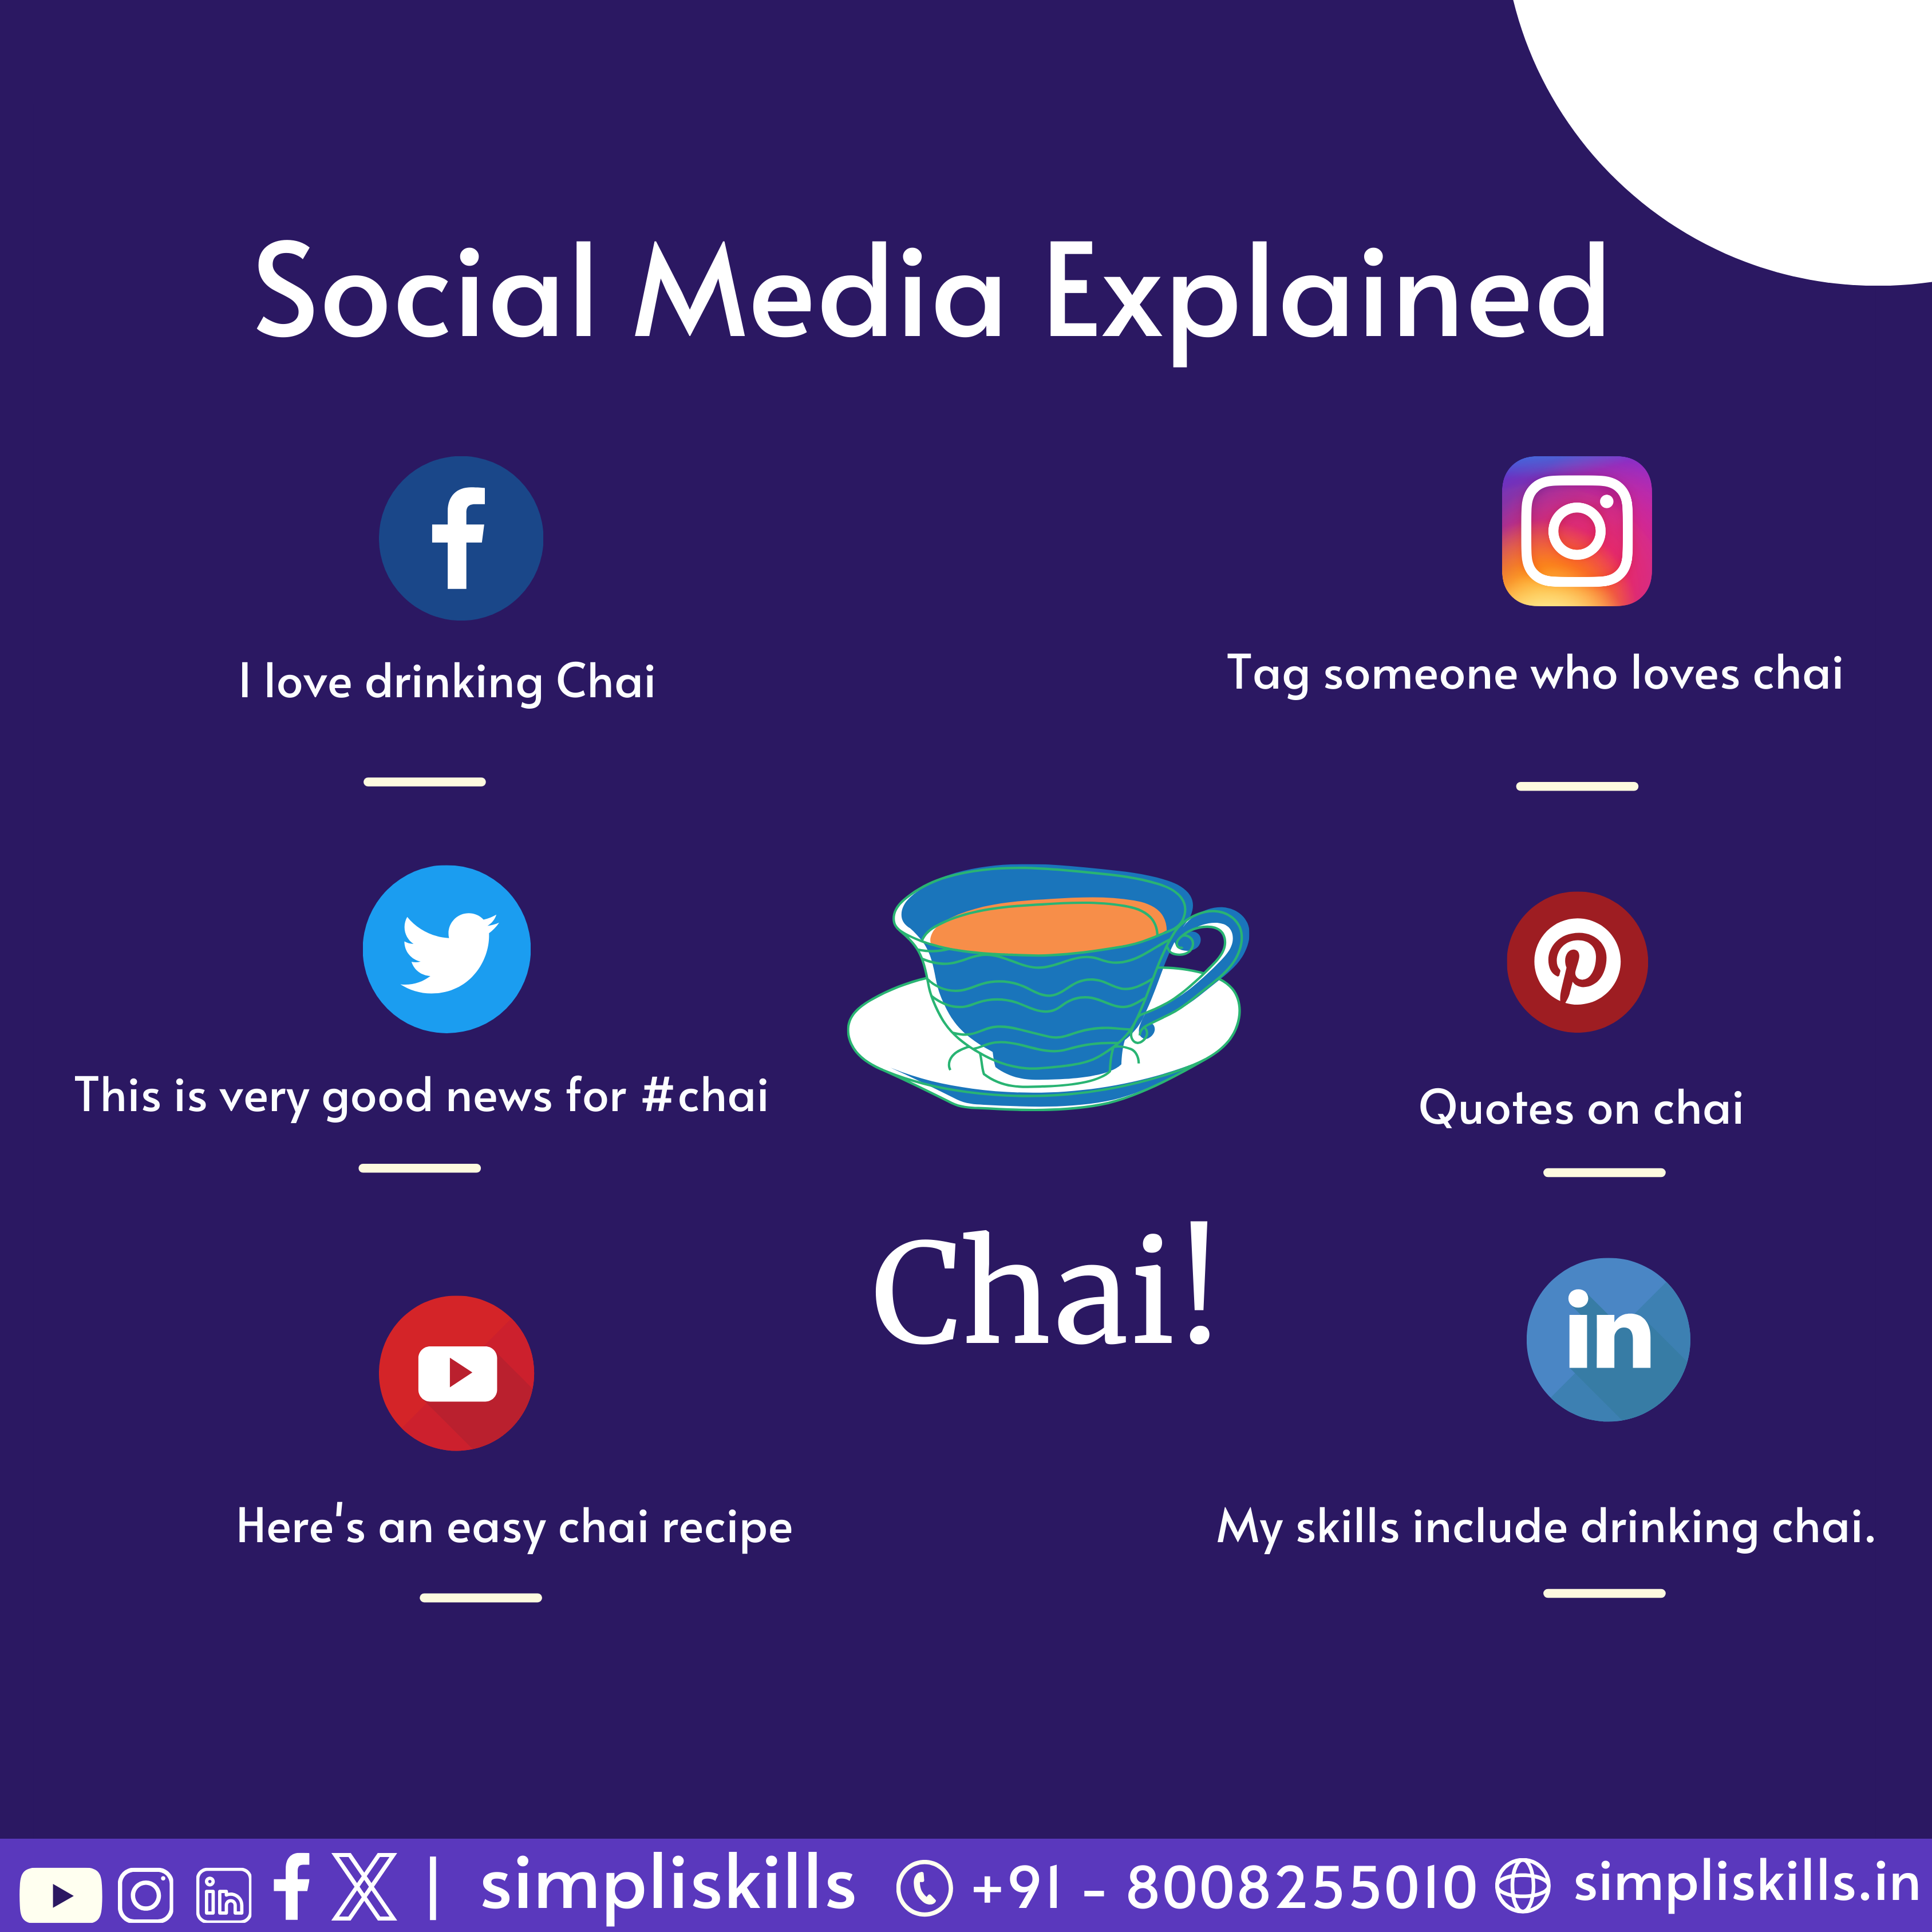 Social Media Explained
I love drinking Chai
Tag someone who loves chai
This is very good news for #chai
Quotes on chai
Chai!
Here's an easy chai recipe
My skills include drinking chai.
simpliskills +91 - 8008255010 simpliskills.in